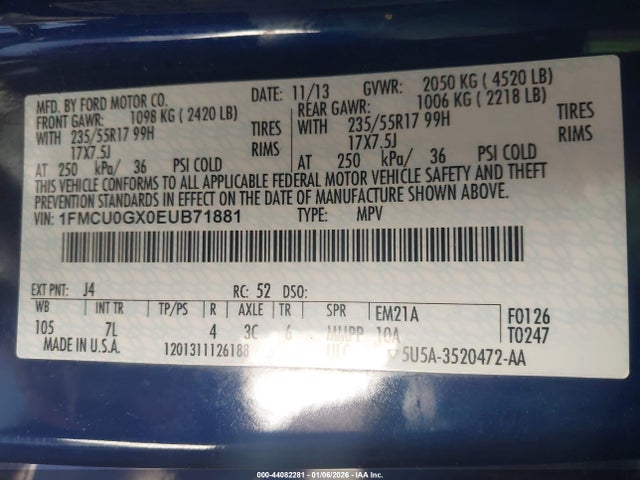 MFD. BY FORD MOTOR CO.
DATE: 11/13 GVWR: 2050 KG ( 4520 LB)
FRONT GAWR: 1098 KG ( 2420 LB)
REAR GAWR: 1006 KG ( 2218 LB)
WITH 235/55R17 99H TIRES
WITH 235/55R17 99H TIRES
17X7.5J RIMS
17X7.5J RIMS
AT 250 kPa/ 36 PSI COLD
AT 250 kPa/ 36 PSI COLD
THIS VEHICLE CONFORMS TO ALL APPLICABLE FEDERAL MOTOR VEHICLE SAFETY AND THEFT
PREVENTION STANDARDS IN EFFECT ON THE DATE OF MANUFACTURE SHOWN ABOVE.
VIN: 1FMCU0GX0EUB71881 TYPE: MPV
EXT PNT: J4 RC: 52 DSO:
WB INT TR TP/PS R AXLE TR SPR EM21A F0126
105 7L 4 3C 6 MMPP 10A T0247
MADE IN U.S.A. 12013111261881 ULC 5U5A-3520472-AA
000-44082281 - 01/06/2026 - IAA Inc.